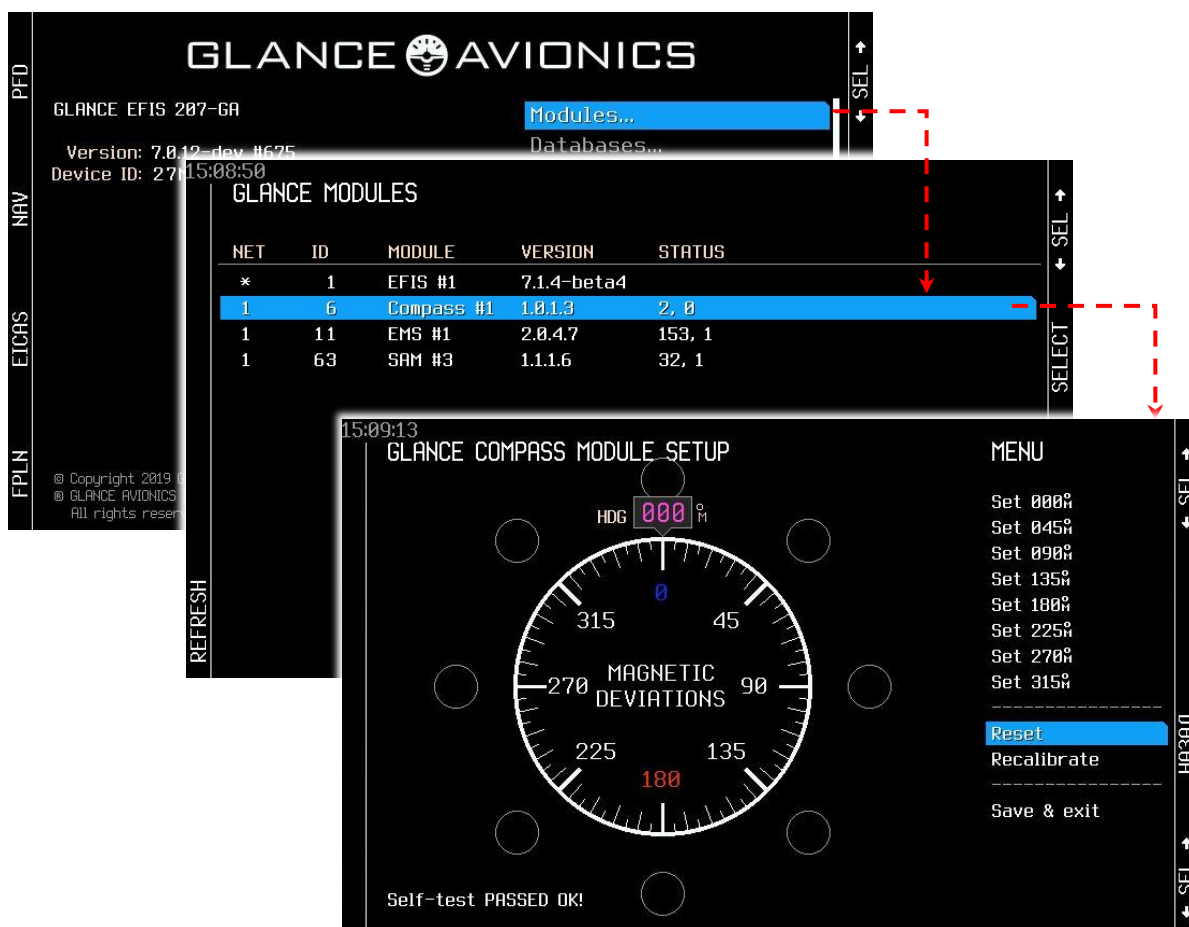 GLANCE AVIONICS
PFD
NAV
EICAS
FPLN
SEL
GLANCE EFIS 207-GA
Modules...
Databases...
Version: 7.0.12-dev #675
Device ID: 27
© Copyright 2019 G
® GLANCE AVIONICS
All rights reser
15:08:50
GLANCE MODULES
SEL
SELECT
REFRESH
NET ID MODULE VERSION STATUS
* 1 EFIS #1 7.1.4-beta4
1 6 Compass #1 1.0.1.3 2, 0
1 11 EMS #1 2.0.4.7 153, 1
1 63 SAM #3 1.1.1.6 32, 1
15:09:13
GLANCE COMPASS MODULE SETUP
HDG 000°M
0
45
90
135
180
225
270
315
MAGNETIC
DEVIATIONS
Self-test PASSED OK!
MENU
Set 000°M
Set 045°M
Set 090°M
Set 135°M
Set 180°M
Set 225°M
Set 270°M
Set 315°M
Reset
Recalibrate
Save & exit
SEL
НАЗАД
SEL